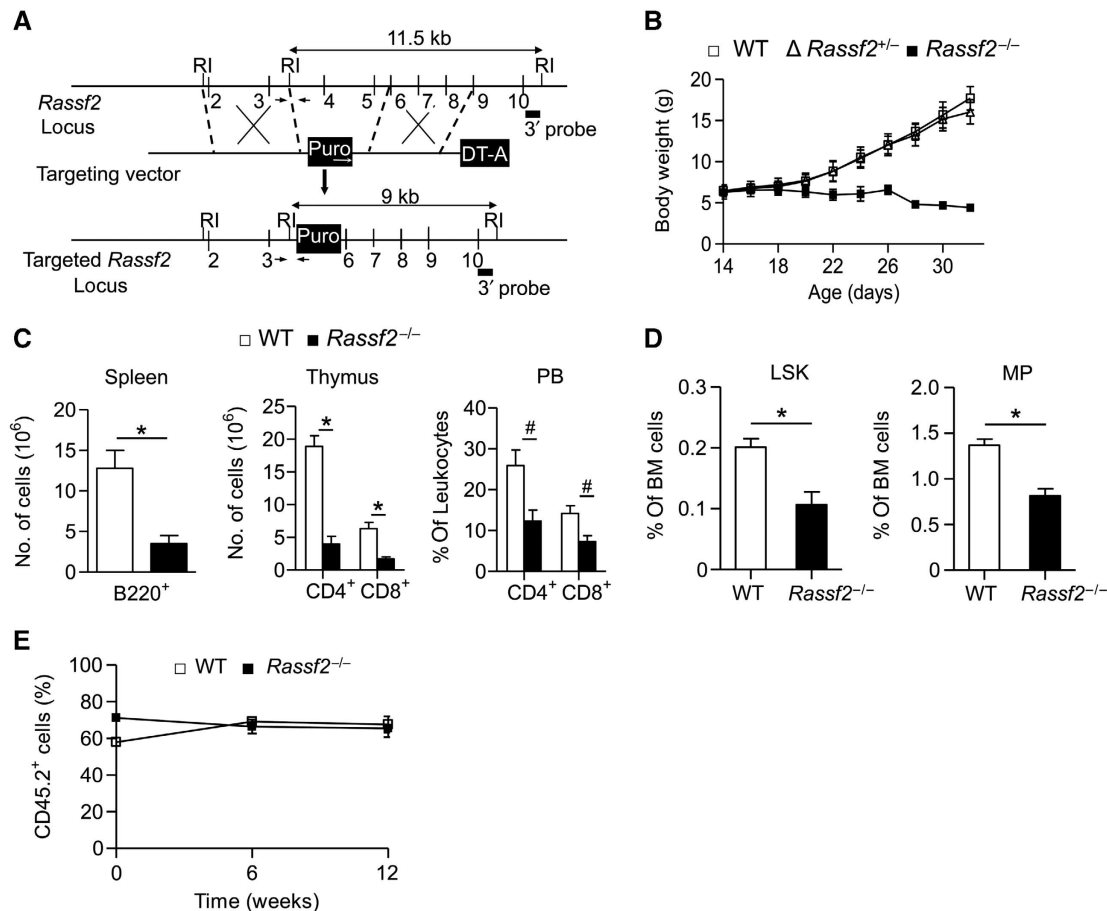 A
11.5 kb
RI RI RI
Rassf2 Locus
2 3 4 5 6 7 8 9 10
3′ probe
Puro DT-A
Targeting vector
9 kb
RI RI RI
Puro
Targeted Rassf2 Locus
2 3 6 7 8 9 10
3′ probe
B
□ WT Δ Rassf2+/– ■ Rassf2–/–
Body weight (g)
20
15
10
5
0
14 18 22 26 30
Age (days)
C
□ WT ■ Rassf2–/–
Spleen
No. of cells (10⁶)
20
15
10
5
0
*
B220+
Thymus
No. of cells (10⁶)
25
20
15
10
5
0
* *
CD4+ CD8+
PB
% Of Leukocytes
40
30
20
10
0
# #
CD4+ CD8+
D
LSK
% Of BM cells
0.3
0.2
0.1
0
*
WT Rassf2–/–
MP
% Of BM cells
2.0
1.5
1.0
0.5
0
*
WT Rassf2–/–
E
□ WT ■ Rassf2–/–
CD45.2+ cells (%)
100
80
60
40
20
0
0 6 12
Time (weeks)